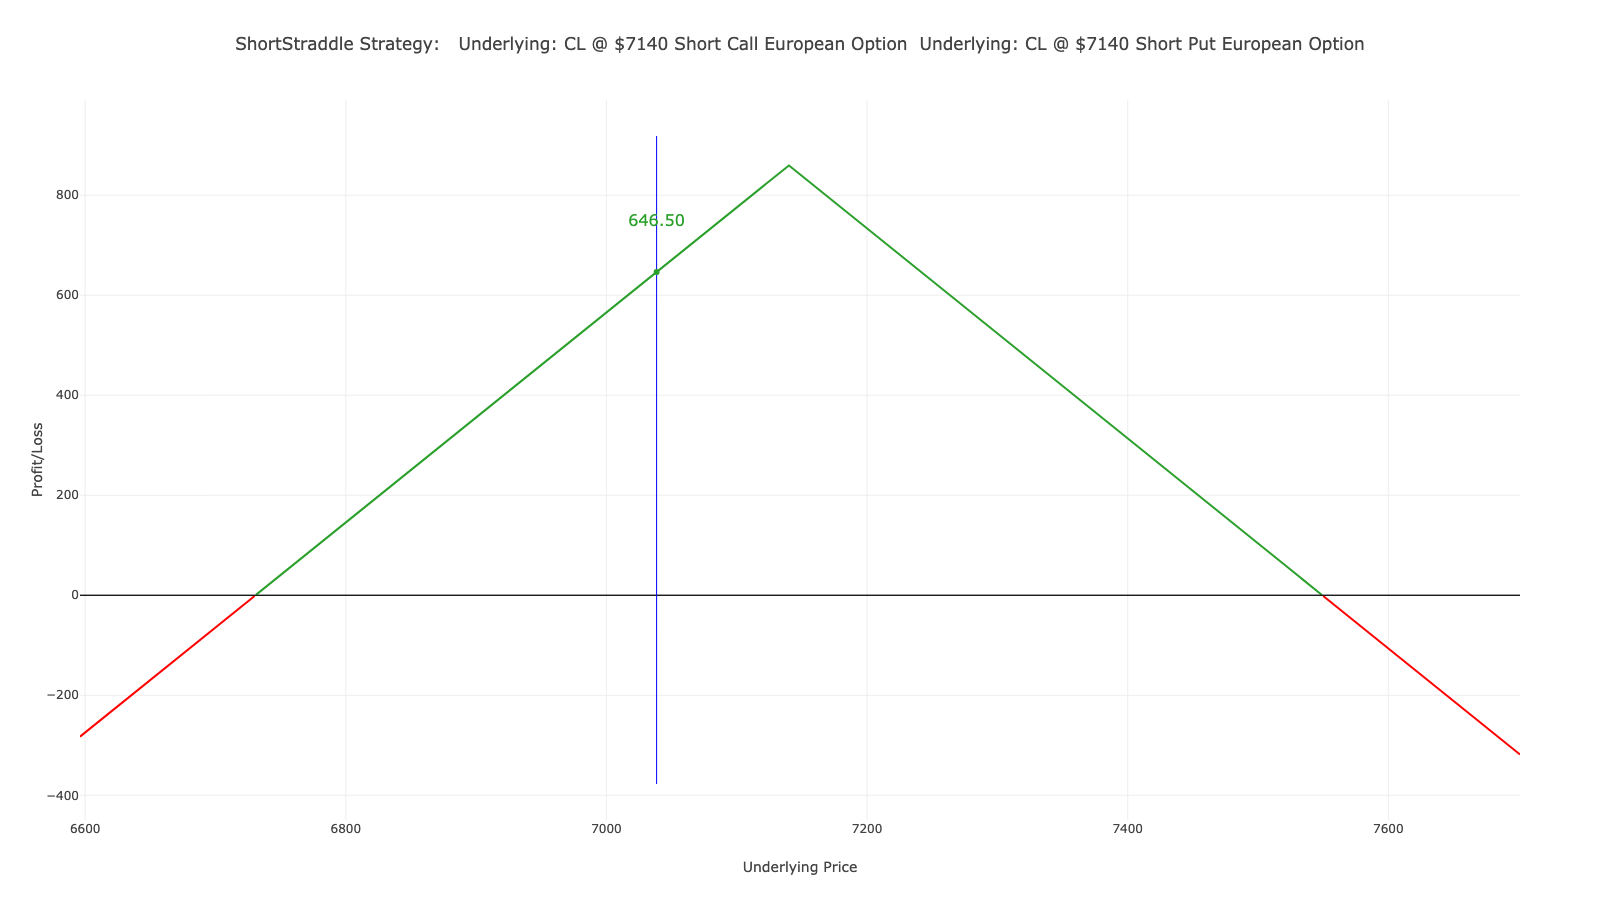 ShortStraddle Strategy:   Underlying: CL @ $7140 Short Call European Option  Underlying: CL @ $7140 Short Put European Option
646.50
Profit/Loss
800
600
400
200
0
−200
−400
6600 6800 7000 7200 7400 7600
Underlying Price